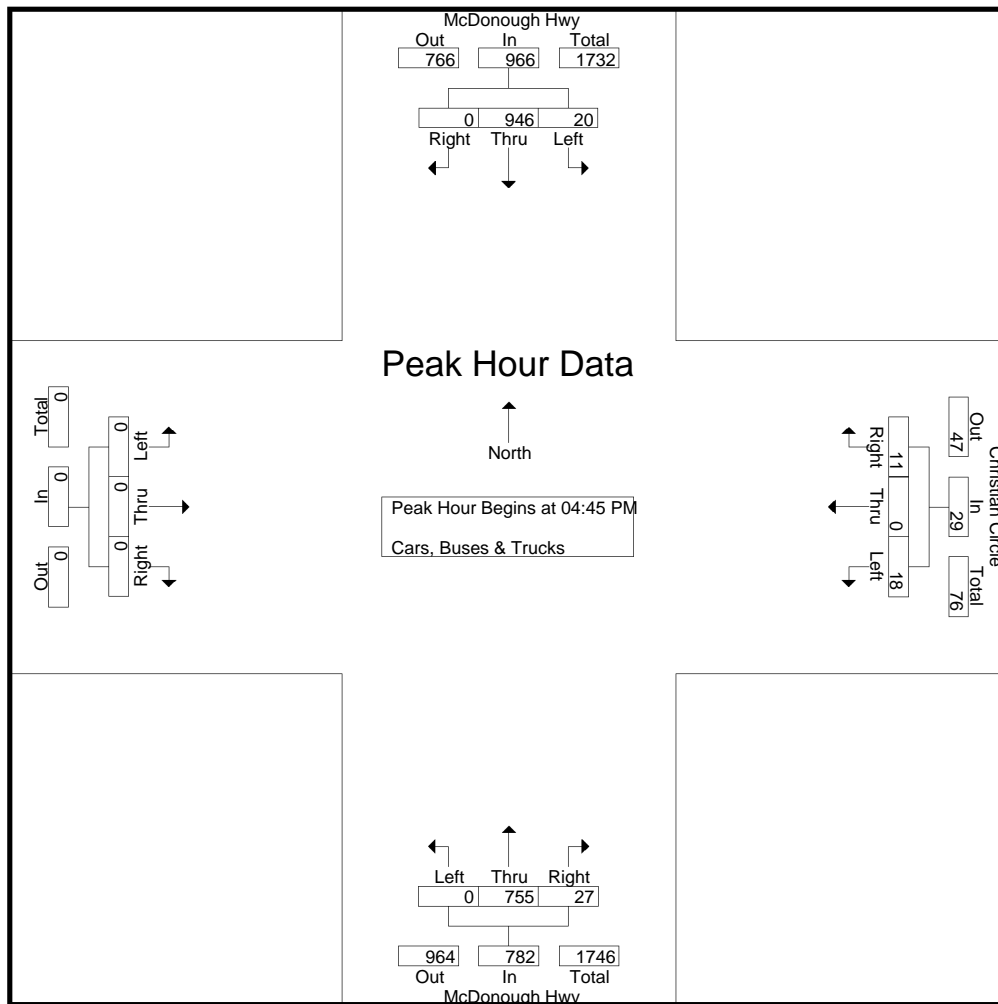 McDonough Hwy
Out In Total
766 966 1732
0 946 20
Right Thru Left
Peak Hour Data
North
Peak Hour Begins at 04:45 PM
Cars, Buses & Trucks
Total In Out
0 0 0
0 0 0
Left Thru Right
Christian Circle
Out In Total
47 29 76
11 0 18
Right Thru Left
Left Thru Right
0 755 27
964 782 1746
Out In Total
McDonough Hwy